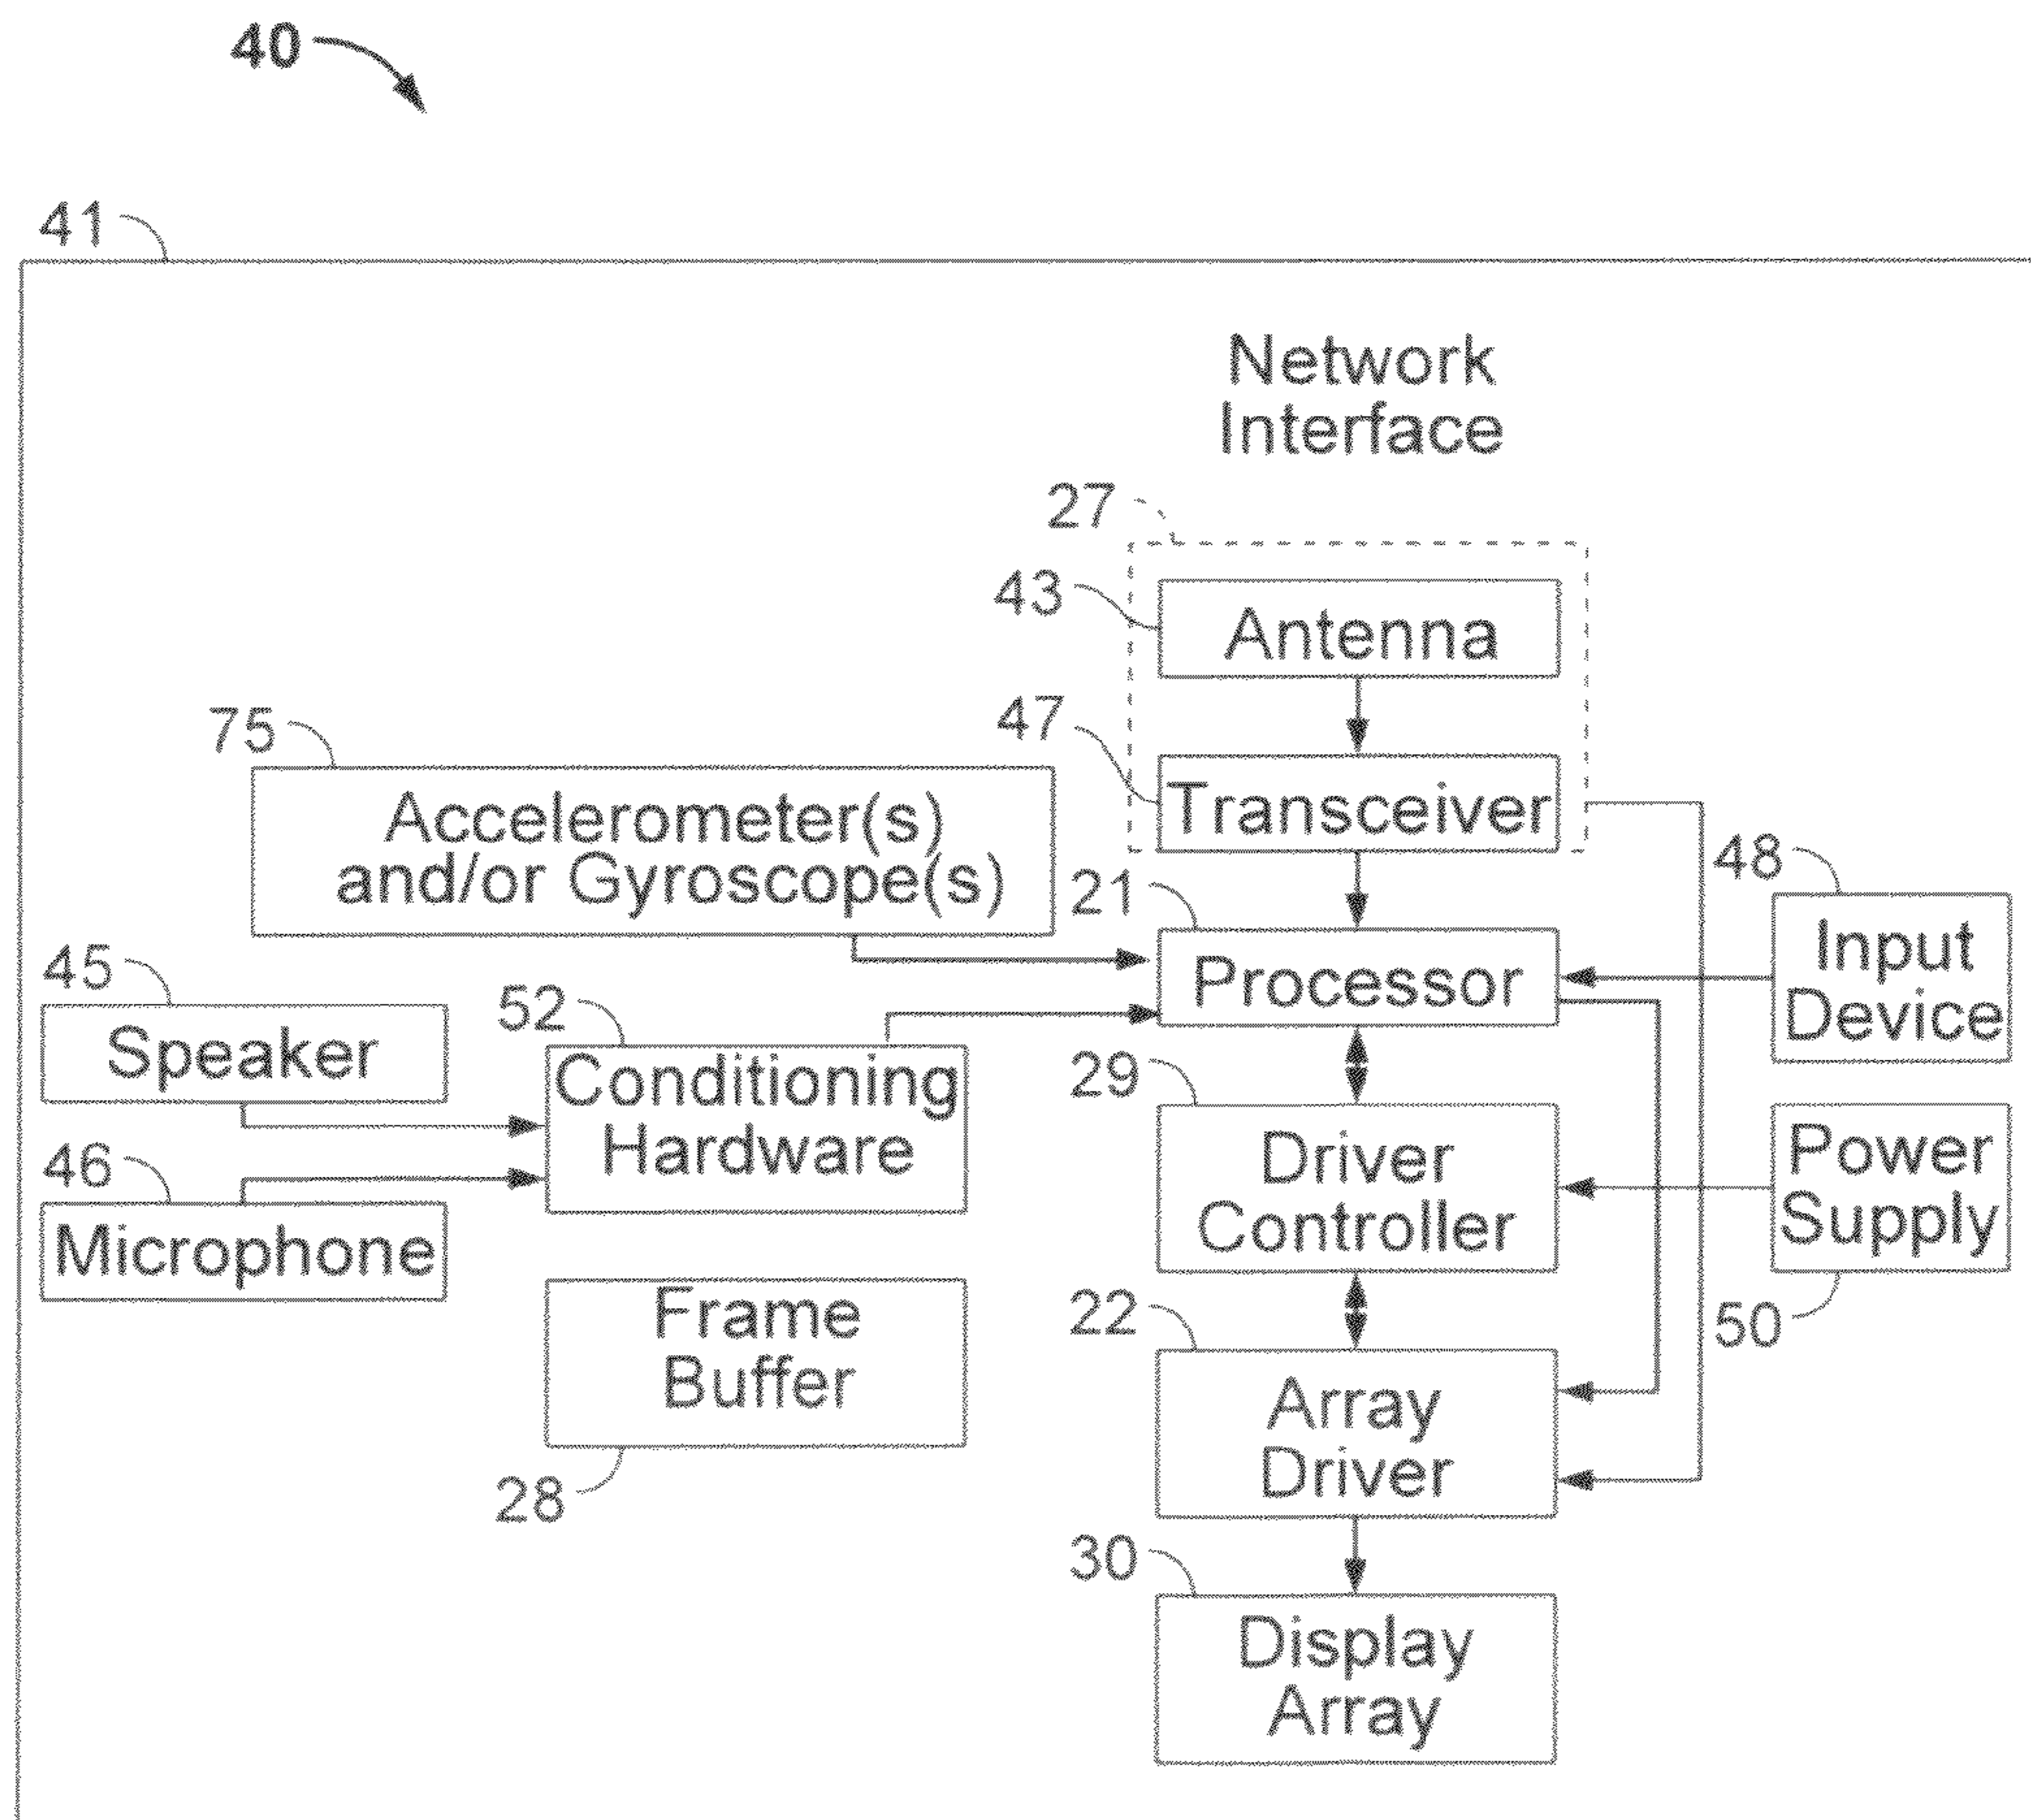 40
41
Network
Interface
27
43
Antenna
47
Transceiver
75
Accelerometer(s)
and/or Gyroscope(s)
21
Processor
48
Input
Device
45
Speaker
52
Conditioning
Hardware
46
Microphone
29
Driver
Controller
Power
Supply
50
Frame
Buffer
28
22
Array
Driver
30
Display
Array